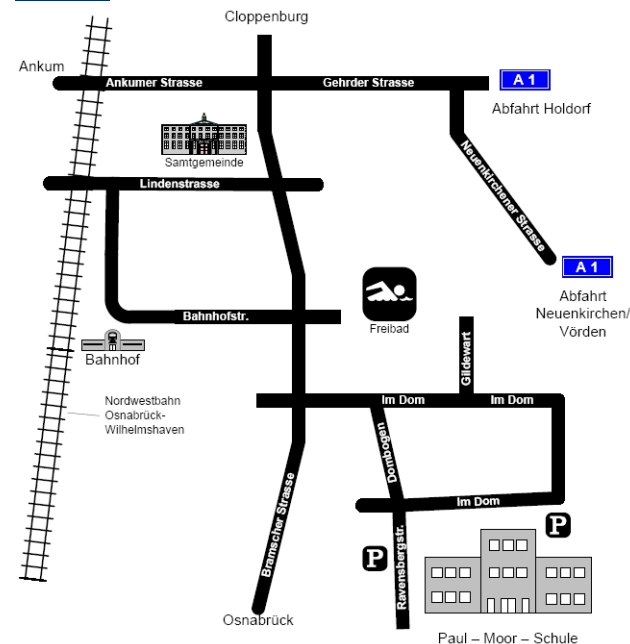 Cloppenburg
Ankum
Ankumer Strasse
Gehrder Strasse
A 1
Abfahrt Holdorf
Samtgemeinde
Neuenkirchener Strasse
Lindenstrasse
A 1
Abfahrt
Neuenkirchen/
Vörden
Bahnhofstr.
Freibad
Bahnhof
Gildewart
Nordwestbahn
Osnabrück-
Wilhelmshaven
Im Dom
Im Dom
Dombogen
Im Dom
Bramscher Strasse
P
P
Ravensbergstr.
Osnabrück
Paul – Moor – Schule